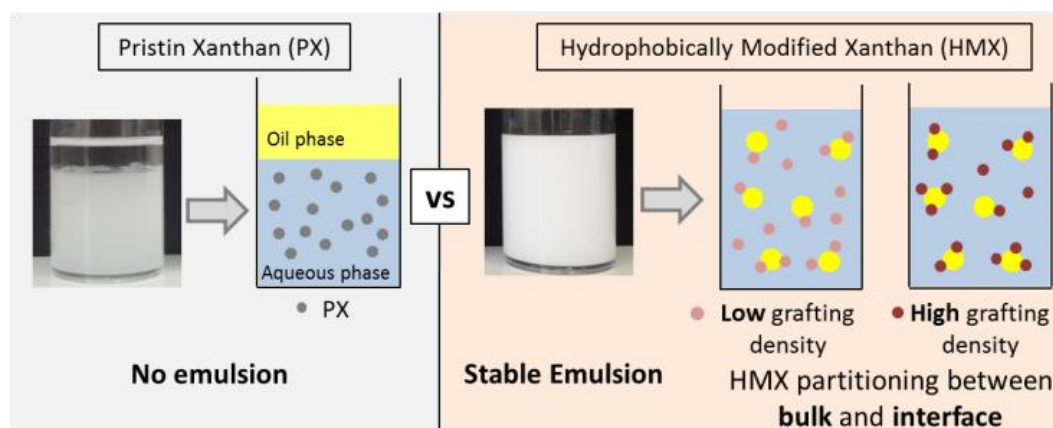 Pristin Xanthan (PX)
Oil phase
Aqueous phase
PX
No emulsion
vs
Hydrophobically Modified Xanthan (HMX)
Stable Emulsion
Low grafting
density
High grafting
density
HMX partitioning between
bulk and interface